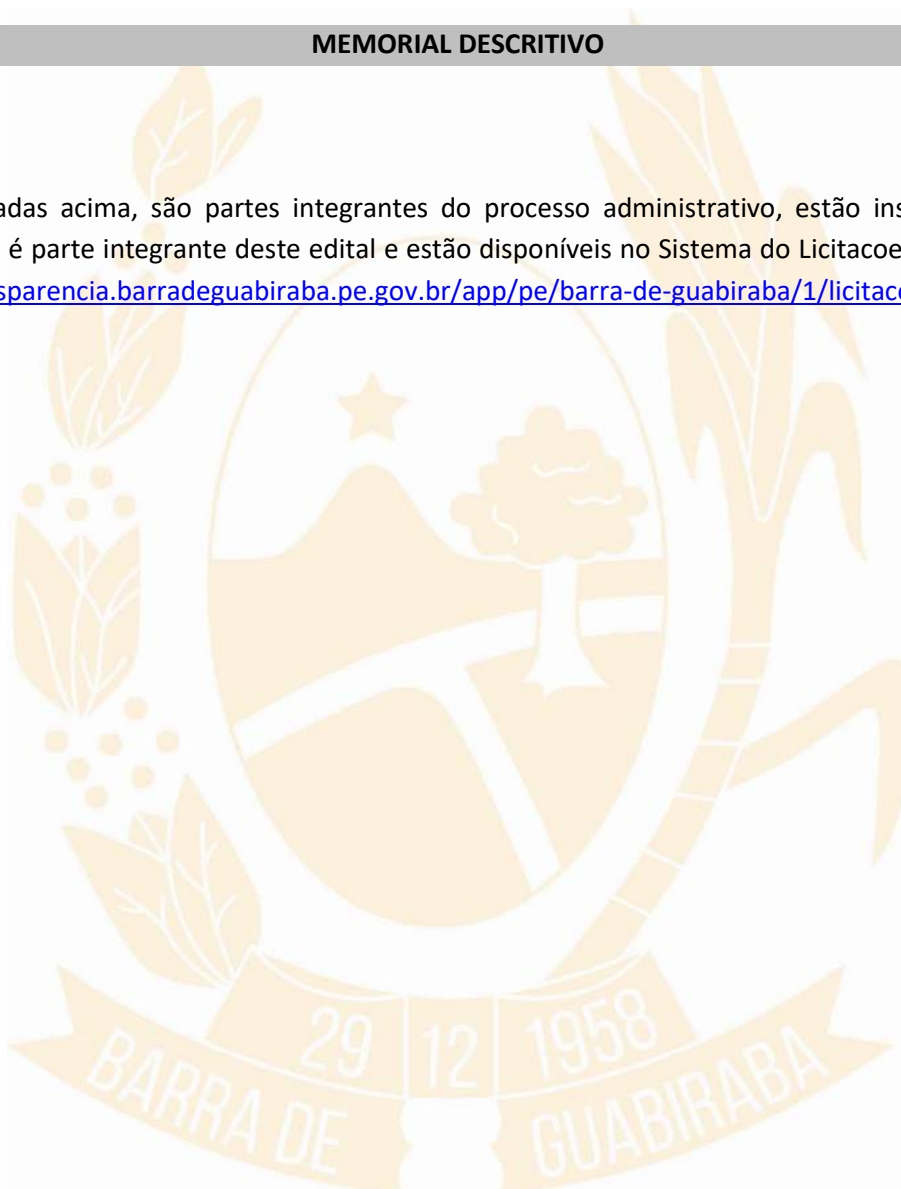 MEMORIAL DESCRITIVO
adas acima, são partes integrantes do processo administrativo, estão ins
é parte integrante deste edital e estão disponíveis no Sistema do Licitacoe
sparencia.barradeguabiraba.pe.gov.br/app/pe/barra-de-guabiraba/1/licitac
29 12 1958
BARRA DE GUABIRABA